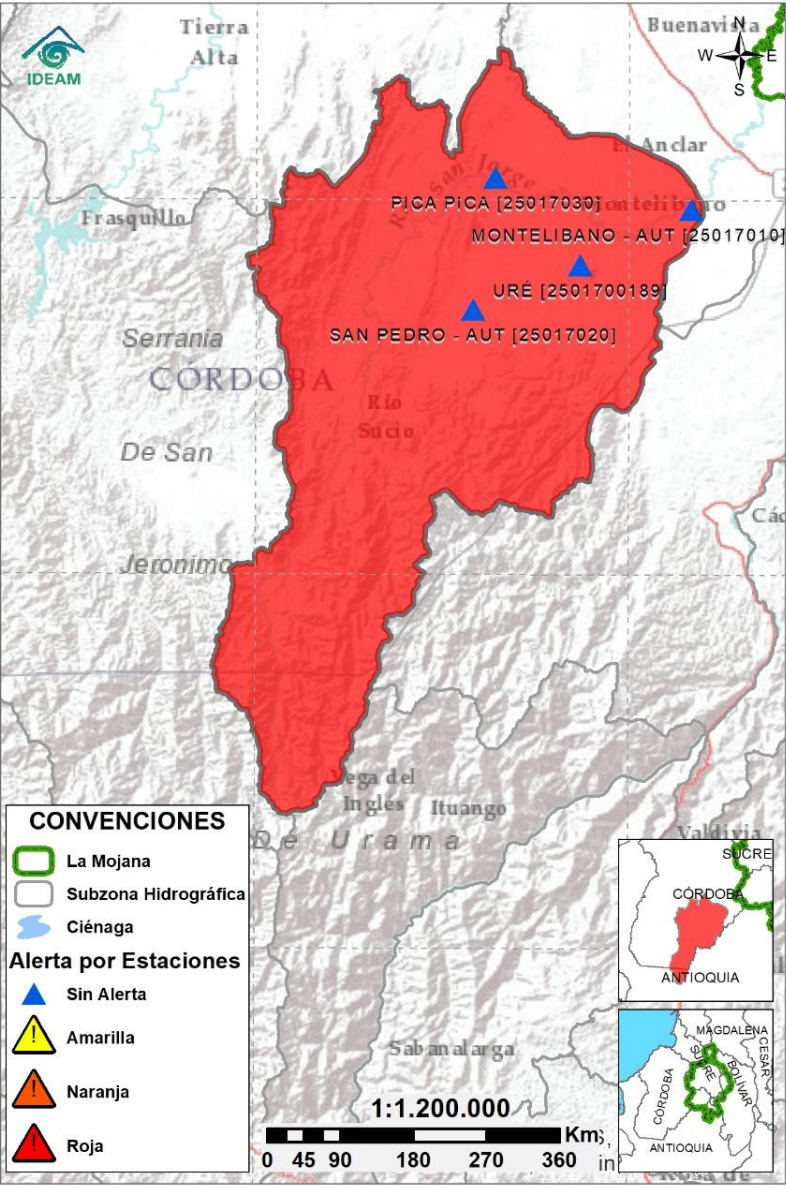 IDEAM
Tierra
Alta
Buenavista
N
W
E
S
El Anclar
PICA PiCA [25017030]
Montelibano
Frasquillo
MONTELIBANO - AUT [25017010]
URÉ [2501700189]
SAN PEDRO - AUT [25017020]
Serrania
CÓRDOBA
Río
Sucio
De San
Jeronimo
Vega del
Inglés
Ituango
De Urama
Valdivia
Sabanalarga
CONVENCIONES
La Mojana
Subzona Hidrográfica
Ciénaga
Alerta por Estaciones
Sin Alerta
Amarilla
Naranja
Roja
1:1.200.000
Km
0 45 90 180 270 360
SUCRE
CÓRDOBA
ANTIOQUIA
MAGDALENA
CESAR
SUCRE
BOLÍVAR
CÓRDOBA
ANTIOQUIA